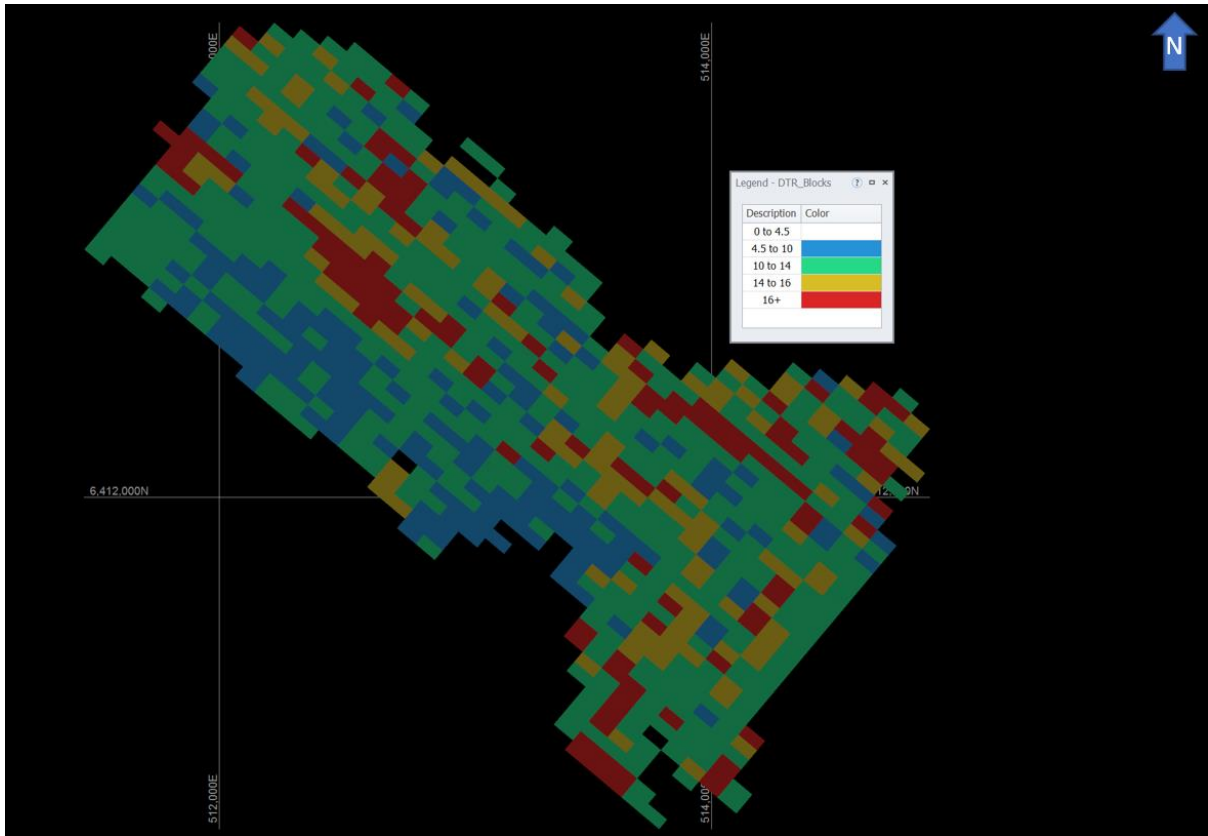 N
000E
514,000E
Legend - DTR_Blocks
Description Color
0 to 4.5
4.5 to 10
10 to 14
14 to 16
16+
6,412,000N
12, N
512,000E
514,00